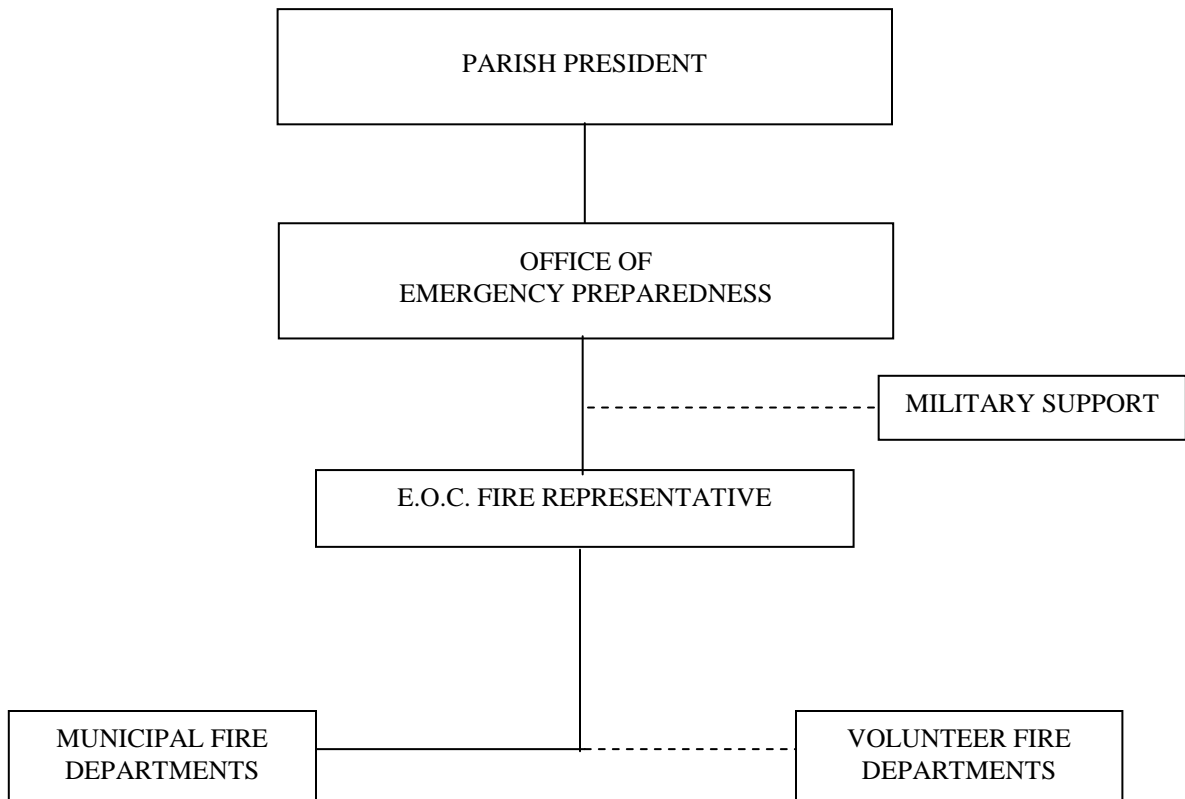 PARISH PRESIDENT
OFFICE OF
EMERGENCY PREPAREDNESS
MILITARY SUPPORT
E.O.C. FIRE REPRESENTATIVE
MUNICIPAL FIRE
DEPARTMENTS
VOLUNTEER FIRE
DEPARTMENTS